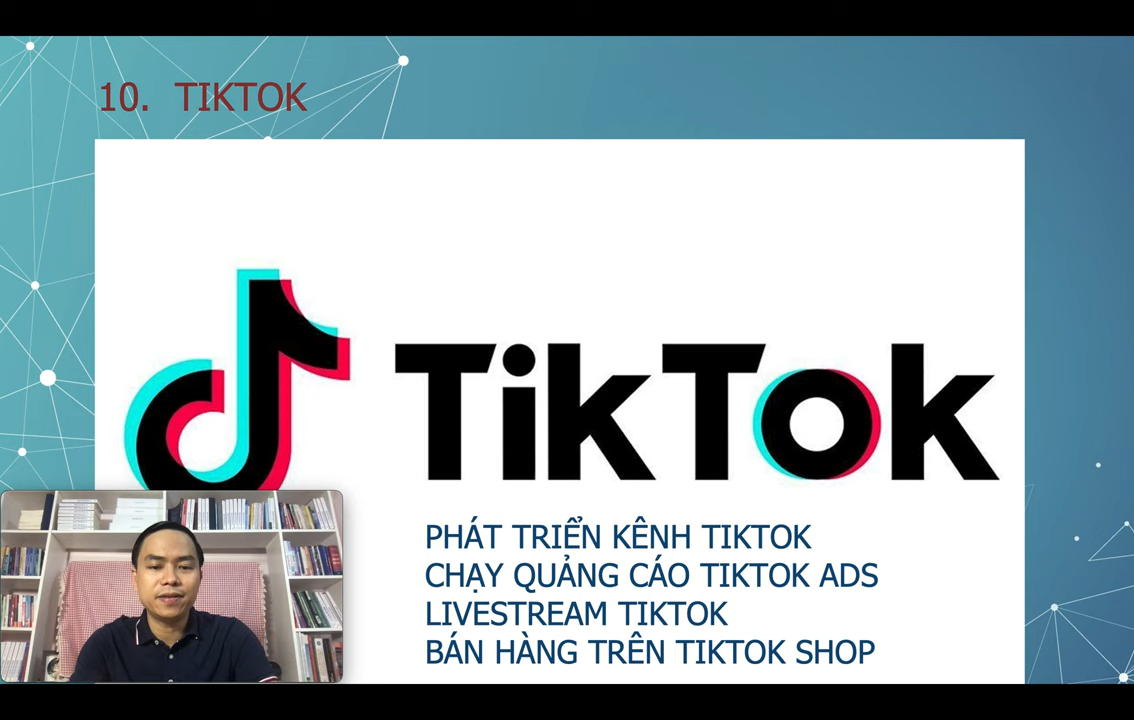 10. TIKTOK
TikTok
PHÁT TRIỂN KÊNH TIKTOK
CHẠY QUẢNG CÁO TIKTOK ADS
LIVESTREAM TIKTOK
BÁN HÀNG TRÊN TIKTOK SHOP